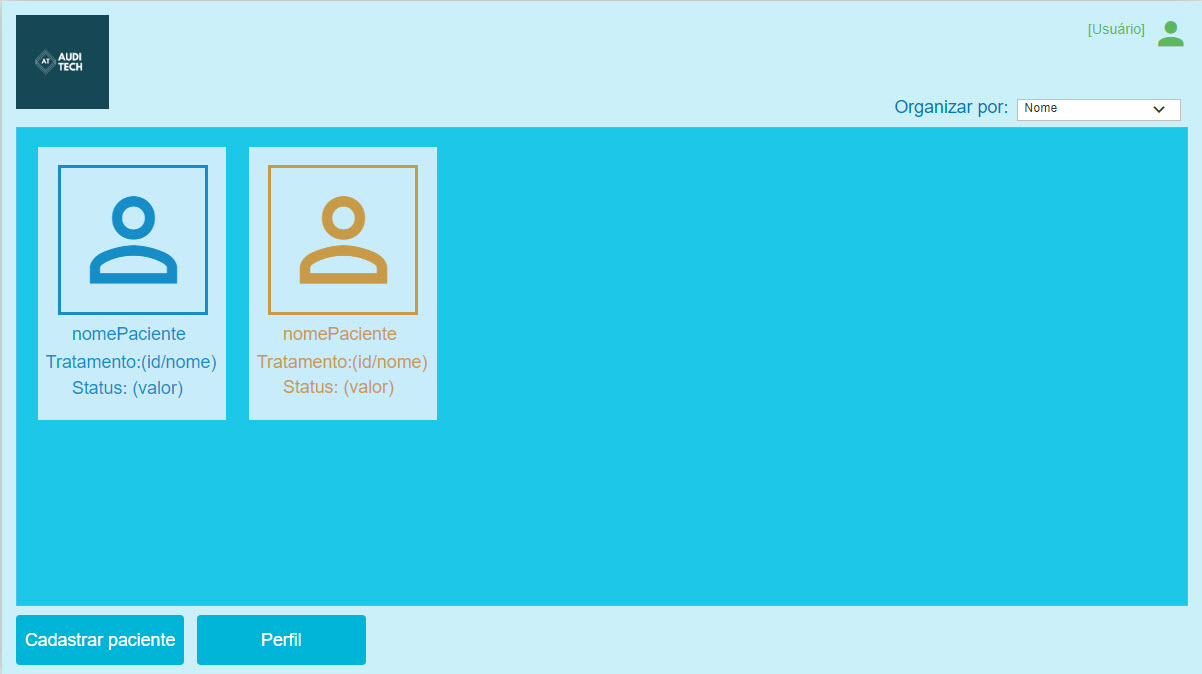 AT
AUDI
TECH
[Usuário]
Organizar por:
Nome
nomePaciente
Tratamento:(id/nome)
Status: (valor)
nomePaciente
Tratamento:(id/nome)
Status: (valor)
Cadastrar paciente
Perfil